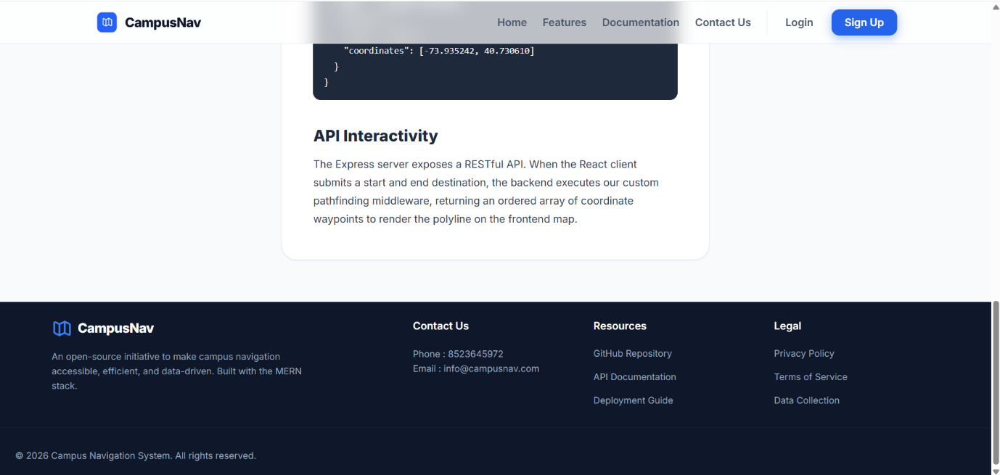 CampusNav
Home Features Documentation Contact Us Login Sign Up
"coordinates": [-73.935242, 40.730610]
}
}
API Interactivity
The Express server exposes a RESTful API. When the React client
submits a start and end destination, the backend executes our custom
pathfinding middleware, returning an ordered array of coordinate
waypoints to render the polyline on the frontend map.
CampusNav
An open-source initiative to make campus navigation
accessible, efficient, and data-driven. Built with the MERN
stack.
Contact Us
Phone : 8523645972
Email : info@campusnav.com
Resources
GitHub Repository
API Documentation
Deployment Guide
Legal
Privacy Policy
Terms of Service
Data Collection
© 2026 Campus Navigation System. All rights reserved.